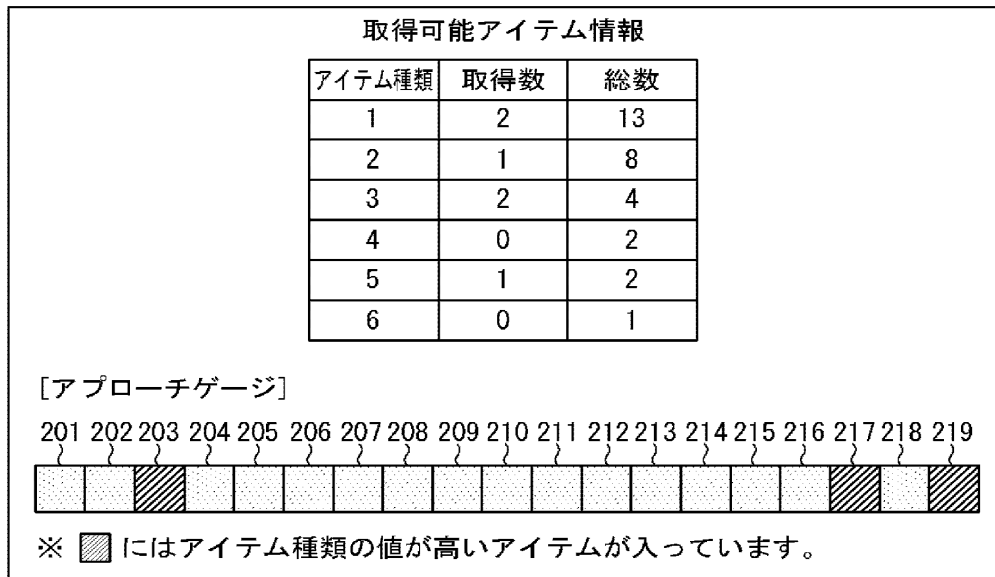 取得可能アイテム情報
アイテム種類 取得数 総数
1 2 13
2 1 8
3 2 4
4 0 2
5 1 2
6 0 1
[アプローチゲージ]
201 202 203 204 205 206 207 208 209 210 211 212 213 214 215 216 217 218 219
※ にはアイテム種類の値が高いアイテムが入っています。